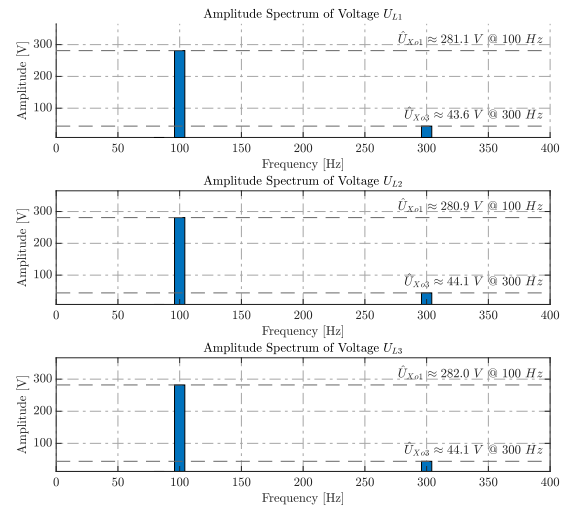 Amplitude Spectrum of Voltage U_{L1}
Amplitude [V]
300
200
100
Û_{Xo1} ≈ 281.1 V @ 100 Hz
Û_{Xo3} ≈ 43.6 V @ 300 Hz
0 50 100 150 200 250 300 350 400
Frequency [Hz]
Amplitude Spectrum of Voltage U_{L2}
Amplitude [V]
300
200
100
Û_{Xo1} ≈ 280.9 V @ 100 Hz
Û_{Xo3} ≈ 44.1 V @ 300 Hz
0 50 100 150 200 250 300 350 400
Frequency [Hz]
Amplitude Spectrum of Voltage U_{L3}
Amplitude [V]
300
200
100
Û_{Xo1} ≈ 282.0 V @ 100 Hz
Û_{Xo3} ≈ 44.1 V @ 300 Hz
0 50 100 150 200 250 300 350 400
Frequency [Hz]